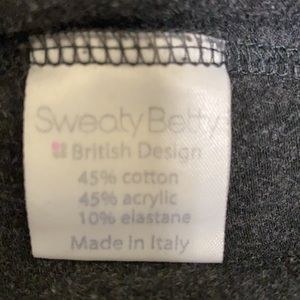 Sweaty Betty
British Design
45% cotton
45% acrylic
10% elastane
Made in Italy